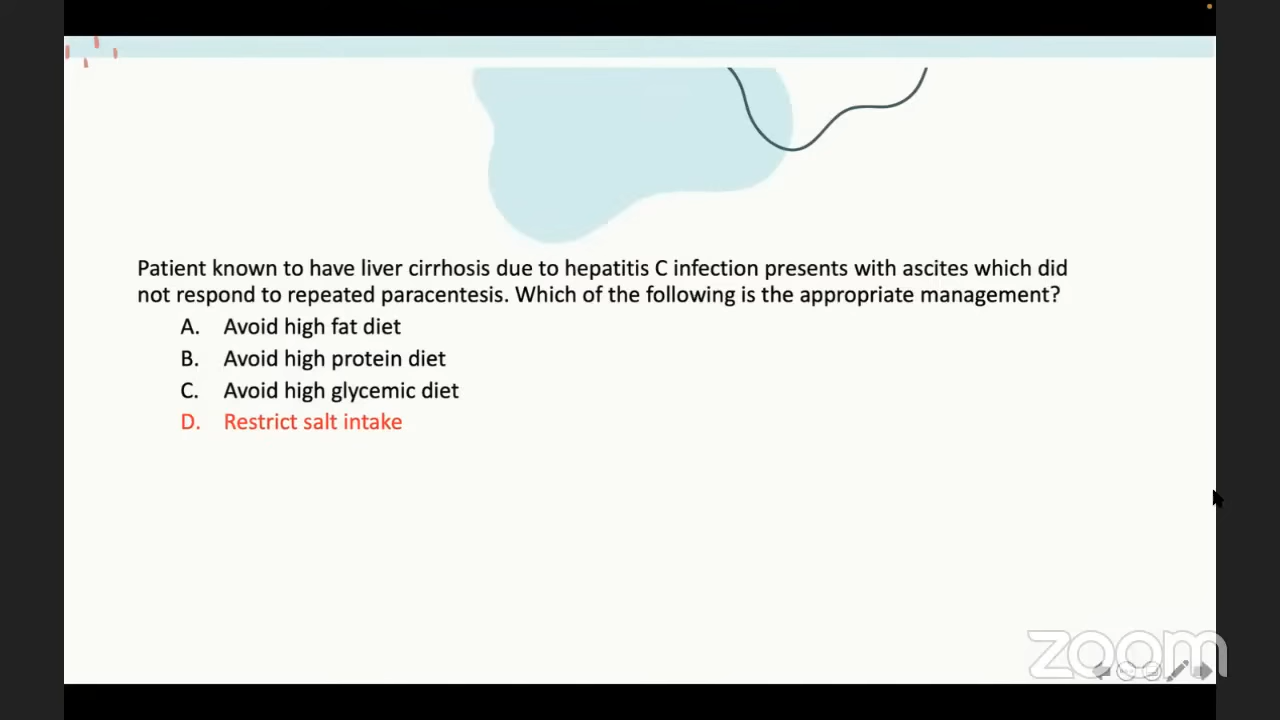 Patient known to have liver cirrhosis due to hepatitis C infection presents with ascites which did
not respond to repeated paracentesis. Which of the following is the appropriate management?
A. Avoid high fat diet
B. Avoid high protein diet
C. Avoid high glycemic diet
D. Restrict salt intake
zoom